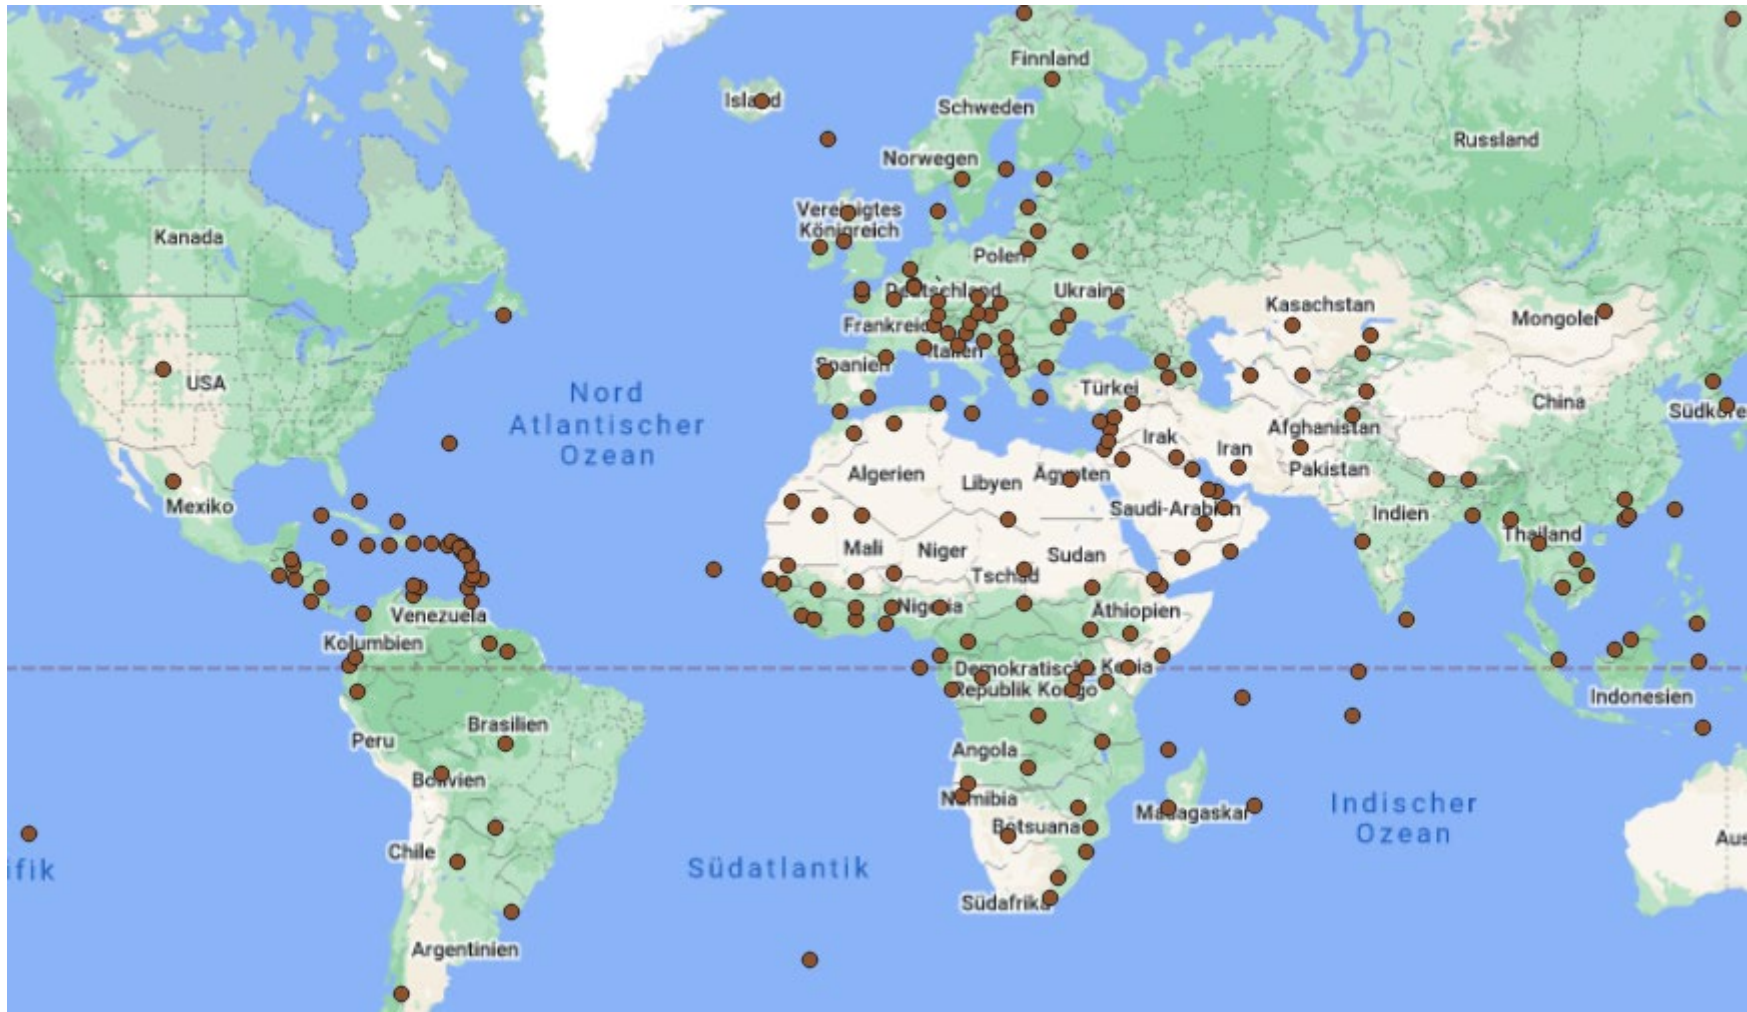 Finnland
Island
Schweden
Russland
Norwegen
Vereinigtes
Königreich
Kanada
Polen
Deutschland
Ukraine
Kasachstan
Mongolei
Frankreich
Italien
Spanien
USA
Türkei
Nord
Atlantischer
Ozean
China
Südkore
Afghanistan
Irak
Iran
Pakistan
Algerien
Libyen
Ägypten
Mexiko
Saudi-Arabien
Indien
Thailand
Mali
Niger
Sudan
Tschad
Nigeria
Äthiopien
Venezuela
Kolumbien
Demokratische
Republik Kongo
Kenia
Indonesien
Brasilien
Peru
Angola
Bolivien
Namibia
Madagaskar
Botsuana
Indischer
Ozean
Chile
Aus
ifik
Südatlantik
Südafrika
Argentinien